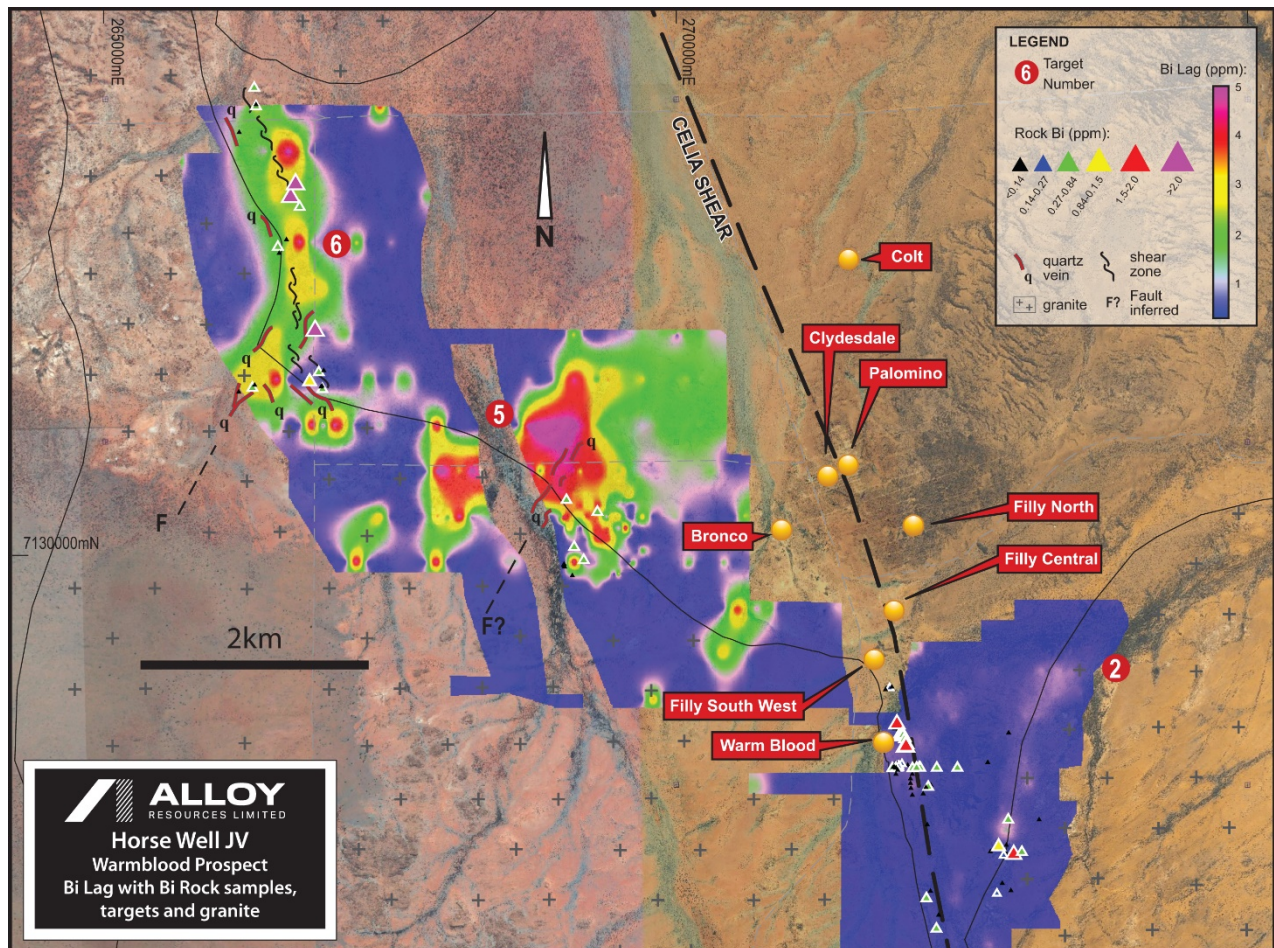 265000mE
270000mE
CELIA SHEAR
LEGEND
6
Target
Number
Bi Lag (ppm):
5
4
3
2
1
Rock Bi (ppm):
<0.14
0.14-0.27
0.27-0.84
0.84-0.1.5
1.5-2.0
>2.0
q
quartz
vein
shear
zone
granite
F?
Fault
inferred
q
q
6
N
Colt
Clydesdale
Palomino
q
q
q
q
5
q
q
F
F?
Bronco
Filly North
Filly Central
7130000mN
2km
2
Filly South West
Warm Blood
ALLOY
RESOURCES LIMITED
Horse Well JV
Warmblood Prospect
Bi Lag with Bi Rock samples,
targets and granite